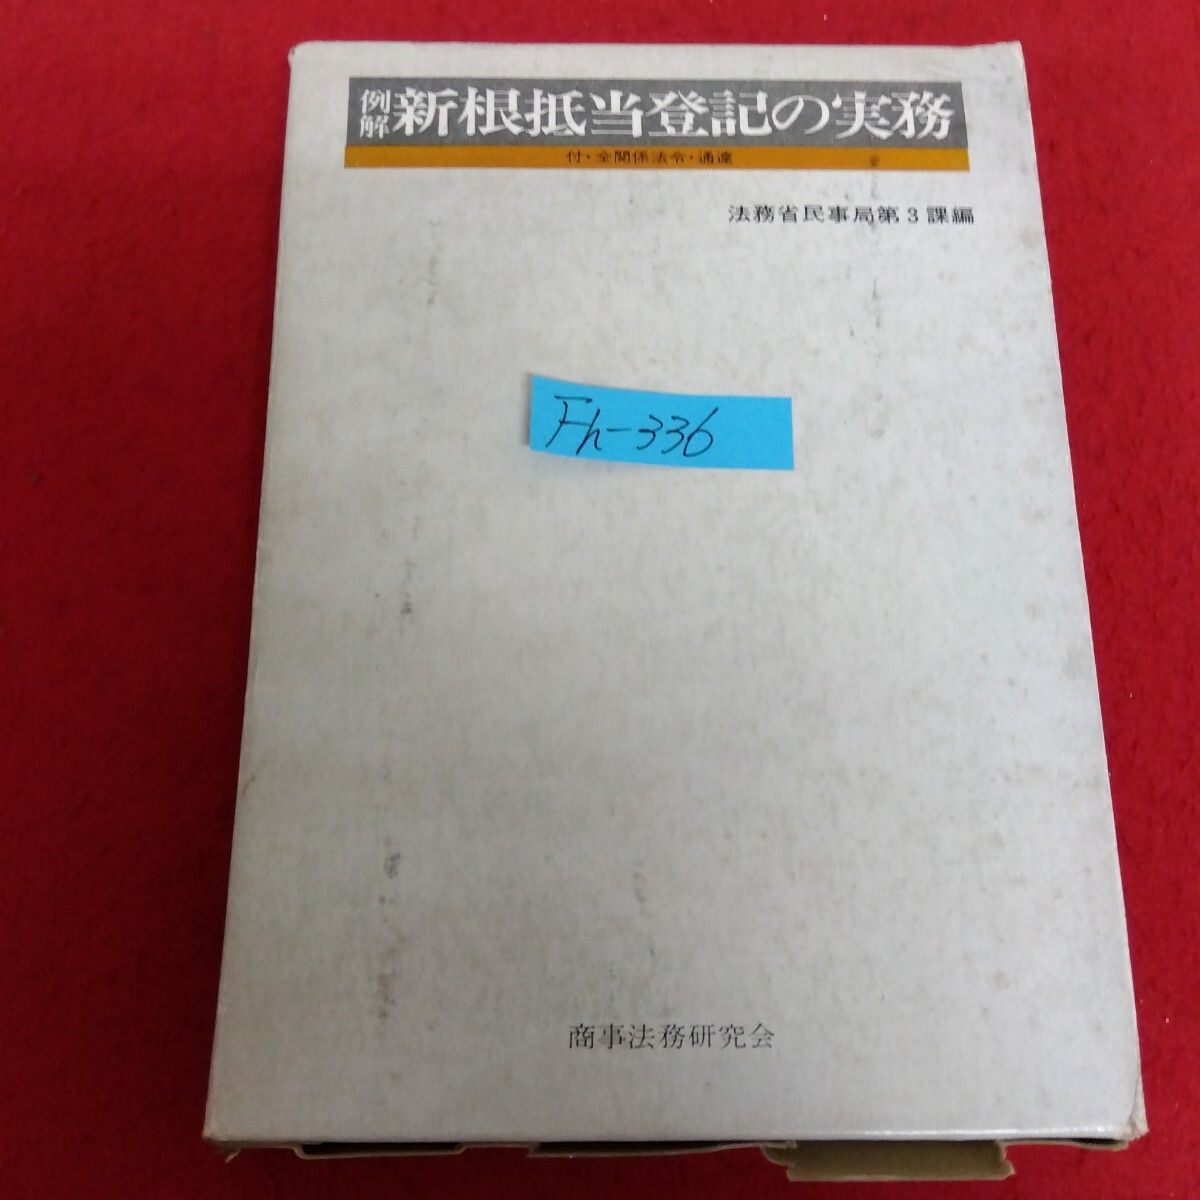 例解 新根抵当登記の実務
付・全関係法令・通達
法務省民事局第3課編
Fh-336
商事法務研究会